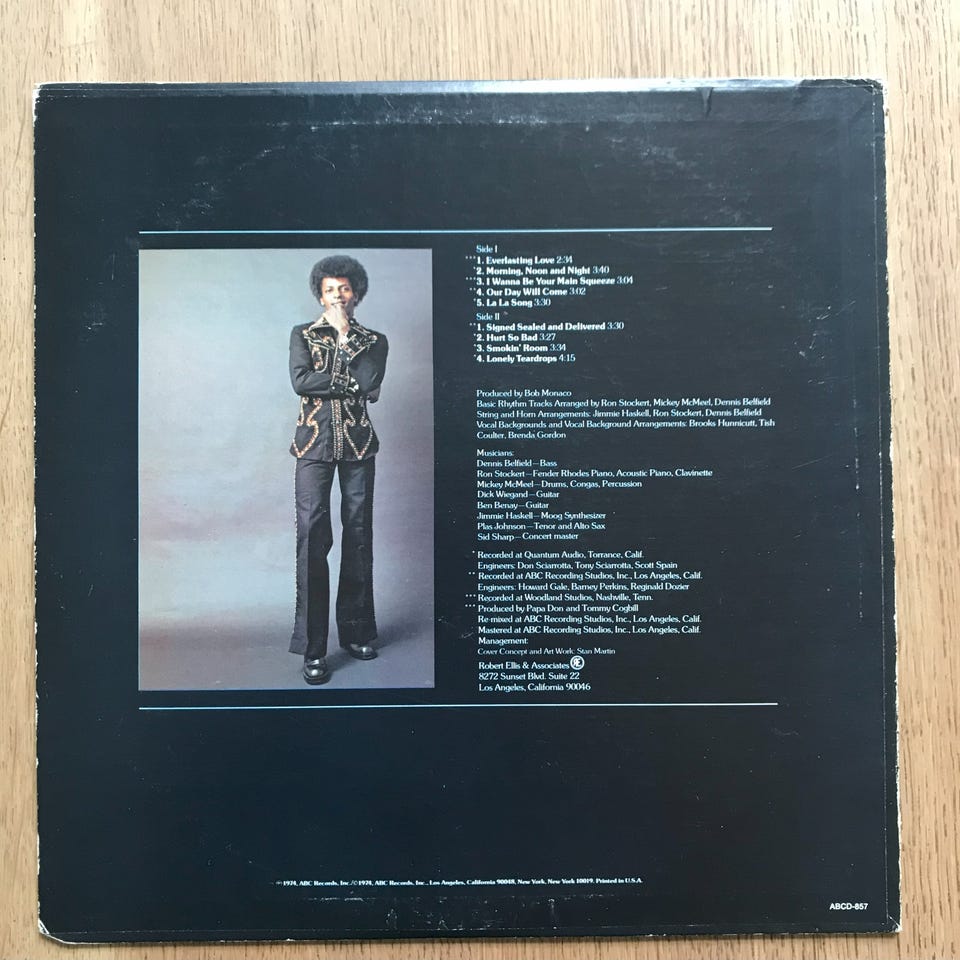 Side I
***1. Everlasting Love 2:34
*2. Morning, Noon and Night 3:40
***3. I Wanna Be Your Main Squeeze 3:04
**4. Our Day Will Come 3:02
*5. La La Song 3:30
Side II
**1. Signed Sealed and Delivered 3:30
*2. Hurt So Bad 3:27
*3. Smokin' Room 3:34
*4. Lonely Teardrops 4:15
Produced by Bob Monaco
Basic Rhythm Tracks Arranged by Ron Stockert, Mickey McMeel, Dennis Belfield
String and Horn Arrangements: Jimmie Haskell, Ron Stockert, Dennis Belfield
Vocal Backgrounds and Vocal Background Arrangements: Brooks Hunnicutt, Tish
Coulter, Brenda Gordon
Musicians:
Dennis Belfield—Bass
Ron Stockert—Fender Rhodes Piano, Acoustic Piano, Clavinette
Mickey McMeel—Drums, Congas, Percussion
Dick Wiegand—Guitar
Ben Benay—Guitar
Jimmie Haskell—Moog Synthesizer
Plas Johnson—Tenor and Alto Sax
Sid Sharp—Concert master
* Recorded at Quantum Audio, Torrance, Calif.
Engineers: Don Sciarrotta, Tony Sciarrotta, Scott Spain
** Recorded at ABC Recording Studios, Inc., Los Angeles, Calif.
Engineers: Howard Gale, Barney Perkins, Reginald Dozier
*** Recorded at Woodland Studios, Nashville, Tenn.
*** Produced by Papa Don and Tommy Cogbill
Re-mixed at ABC Recording Studios, Inc., Los Angeles, Calif.
Mastered at ABC Recording Studios, Inc., Los Angeles, Calif.
Management:
Cover Concept and Art Work: Stan Martin
Robert Ellis & Associates
8272 Sunset Blvd. Suite 22
Los Angeles, California 90046
℗1974, ABC Records, Inc./©1974, ABC Records, Inc., Los Angeles, California 90048, New York, New York 10019. Printed in U.S.A.
ABCD-857